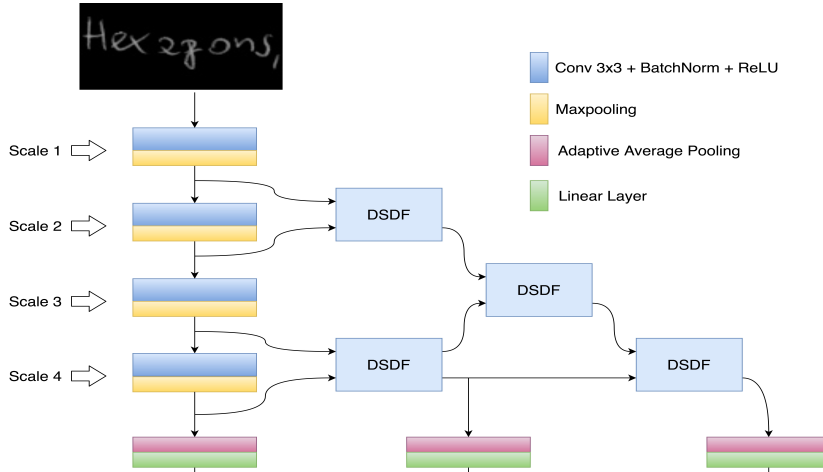 Hexagons,
Conv 3x3 + BatchNorm + ReLU
Maxpooling
Adaptive Average Pooling
Linear Layer
Scale 1
Scale 2
Scale 3
Scale 4
DSDF
DSDF
DSDF
DSDF